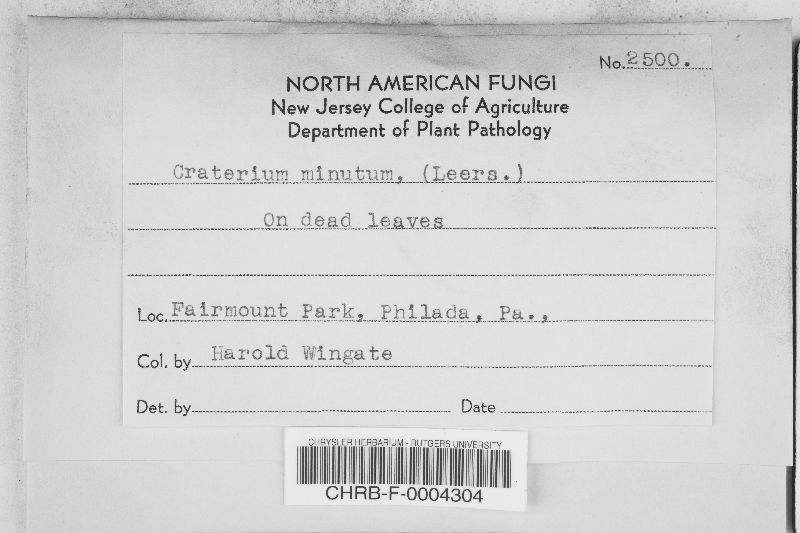 No. 2500.
NORTH AMERICAN FUNGI
New Jersey College of Agriculture
Department of Plant Pathology
Craterium minutum, (Leers.)
On dead leaves
Loc. Fairmount Park, Philada, Pa.,
Col. by Harold Wingate
Det. by Date
CHRYSLER HERBARIUM - RUTGERS UNIVERSITY
CHRB-F-0004304